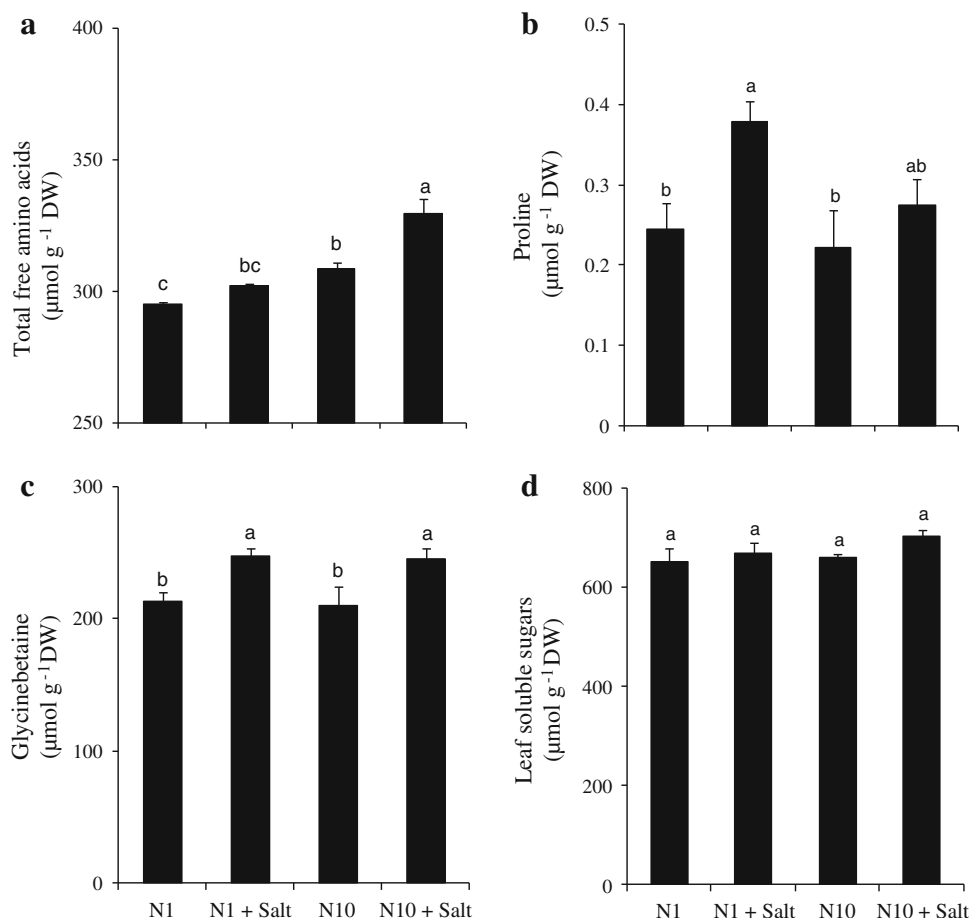 a
400
350
300
250
Total free amino acids
(µmol g -1 DW)
c
bc
b
a
b
0.5
0.4
0.3
0.2
0.1
0
Proline
(µmol g-1 DW)
b
a
b
ab
c
300
200
100
0
Glycinebetaine
(µmol g -1DW)
b
a
b
a
N1
N1 + Salt
N10
N10 + Salt
d
800
600
400
200
0
Leaf soluble sugars
(µmol g -1DW)
a
a
a
a
N1
N1 + Salt
N10
N10 + Salt